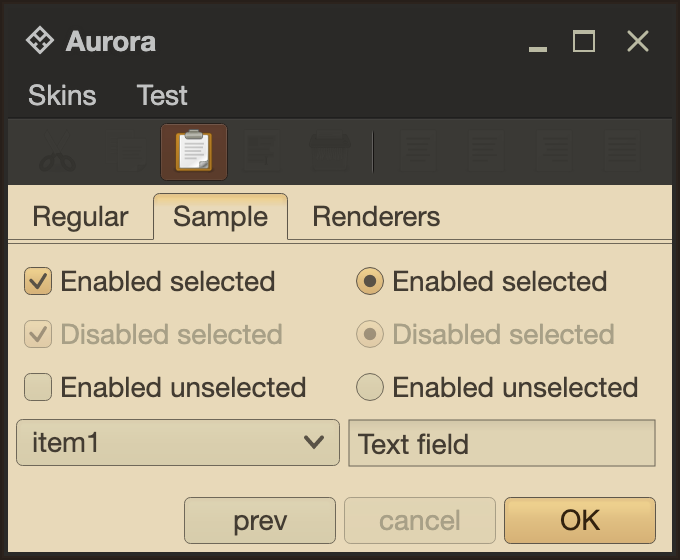 Aurora
Skins Test
Regular Sample Renderers
Enabled selected Enabled selected
Disabled selected Disabled selected
Enabled unselected Enabled unselected
item1 Text field
prev cancel OK